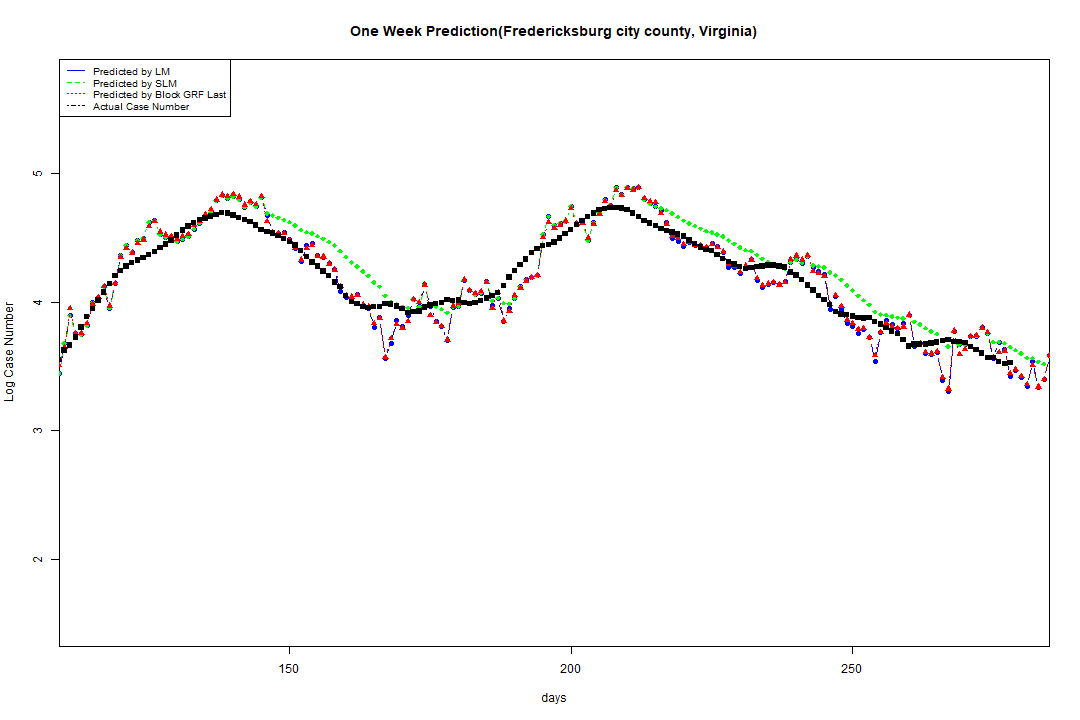 One Week Prediction(Fredericksburg city county, Virginia)
Predicted by LM
Predicted by SLM
Predicted by Block GRF Last
Actual Case Number
5
4
3
2
Log Case Number
150
200
250
days